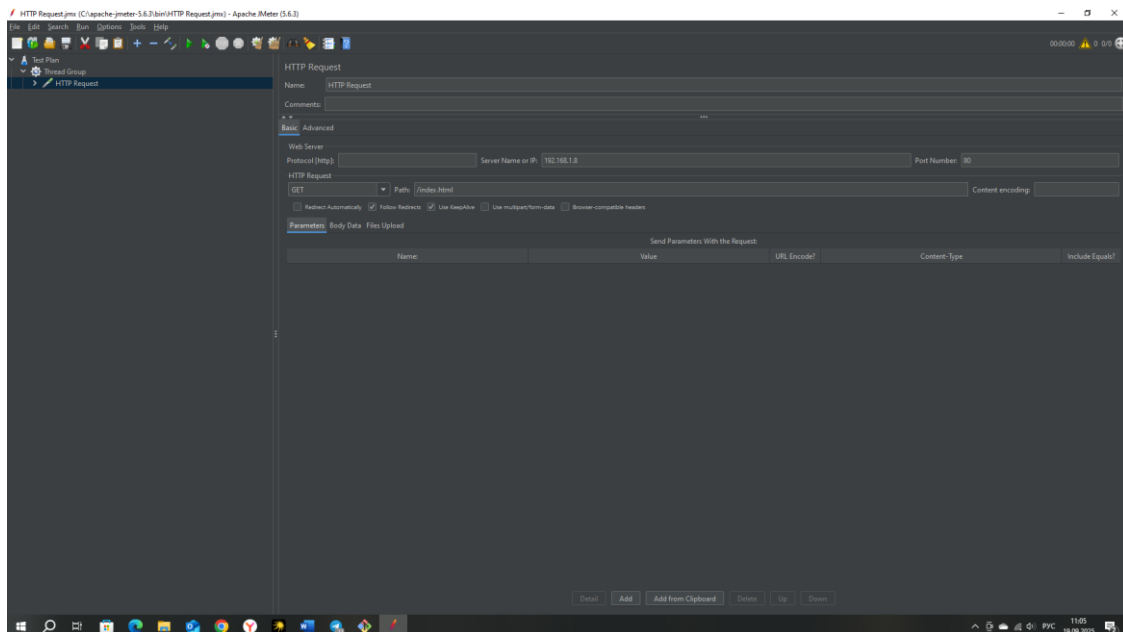 HTTP Request.jmx (C:\apache-jmeter-5.6.3\bin\HTTP Request.jmx) - Apache JMeter (5.6.3)
File Edit Search Run Options Tools Help
00:00:00 0 0/0
Test Plan
Thread Group
HTTP Request
HTTP Request
Name: HTTP Request
Comments:
Basic Advanced
Web Server
Protocol [http]: Server Name or IP: 192.168.1.8 Port Number: 80
HTTP Request
GET Path: /index.html Content encoding:
Redirect Automatically Follow Redirects Use KeepAlive Use multipart/form-data Browser-compatible headers
Parameters Body Data Files Upload
Send Parameters With the Request:
Name: Value URL Encode? Content-Type Include Equals?
Detail Add Add from Clipboard Delete Up Down
РУС 11:05
19.09.2025